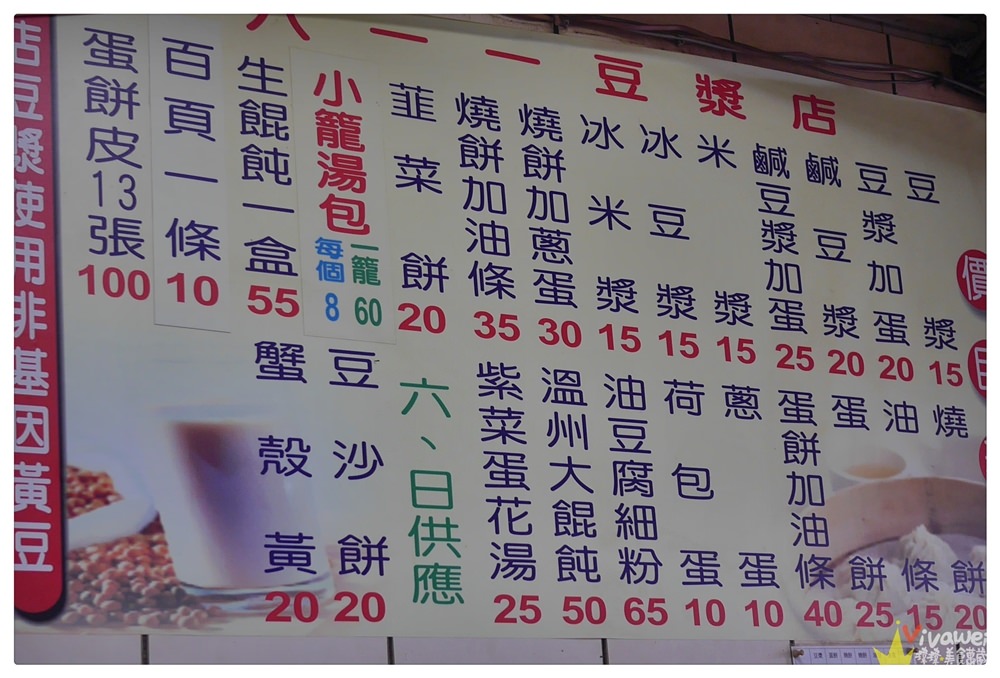 八一一豆漿店
價
豆漿 15
豆漿加蛋 20
鹹豆漿 20
鹹豆漿加蛋 25
米漿 15
冰豆漿 15
冰米漿 15
燒餅加蔥蛋 30
燒餅加油條 35
韮菜餅 20
小籠湯包
一籠 60
每個 8
生餛飩一盒 55
百頁一條 10
蛋餅皮13張 100
燒餅 20
油條 15
蛋餅 25
蛋餅加油條 40
蔥蛋 10
荷包蛋 10
油豆腐細粉 65
溫州大餛飩 50
紫菜蛋花湯 25
六、日供應
豆沙餅 20
蟹殼黃 20
店豆漿使用非基因黃豆
Vivawei